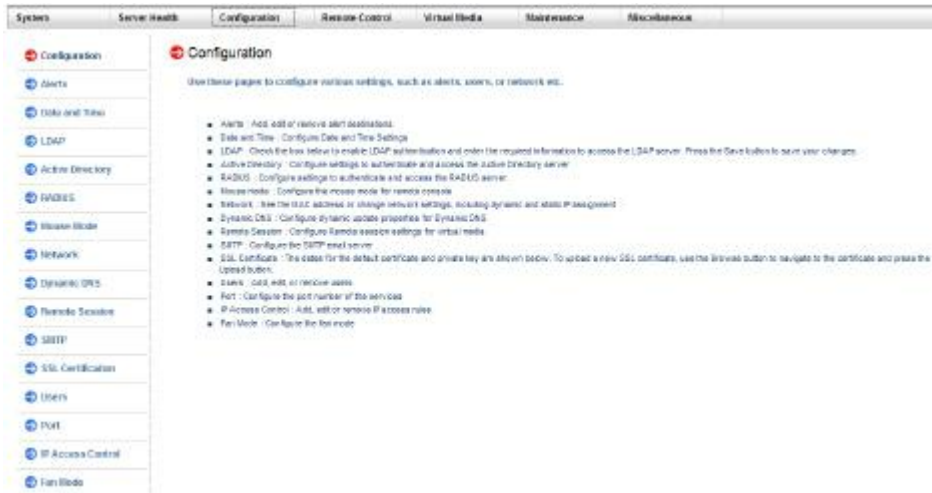 System Server Health Configuration Remote Control Virtual Media Maintenance Miscellaneous
Configuration
Alerts
Date and Time
LDAP
Active Directory
RADIUS
Mouse Mode
Network
Dynamic DNS
Remote Session
SMTP
SSL Certification
Users
Port
IP Access Control
Fan Mode
Configuration
Use these pages to configure various settings, such as alerts, users, or network etc.
Alerts : Add, edit or remove alert destinations.
Date and Time : Configure Date and Time Settings
LDAP : Check the box below to enable LDAP authentication and enter the required information to access the LDAP server. Press the Save button to save your changes.
Active Directory : Configure settings to authenticate and access the Active Directory server
RADIUS : Configure settings to authenticate and access the RADIUS server
Mouse mode : Configure the mouse mode for remote console
Network : See the MAC address or change network settings, including dynamic and static IP assignment
Dynamic DNS : Configure dynamic update properties for Dynamic DNS
Remote Session : Configure Remote session settings for virtual media
SMTP : Configure the SMTP email server
SSL Certificate : The dates for the default certificate and private key are shown below. To upload a new SSL certificate, use the Browse button to navigate to the certificate and press the
Upload button.
Users : Add, edit, or remove users
Port : Configure the port number of the services
IP Access Control : Add, edit or remove IP access rules
Fan Mode : Configure the fan mode